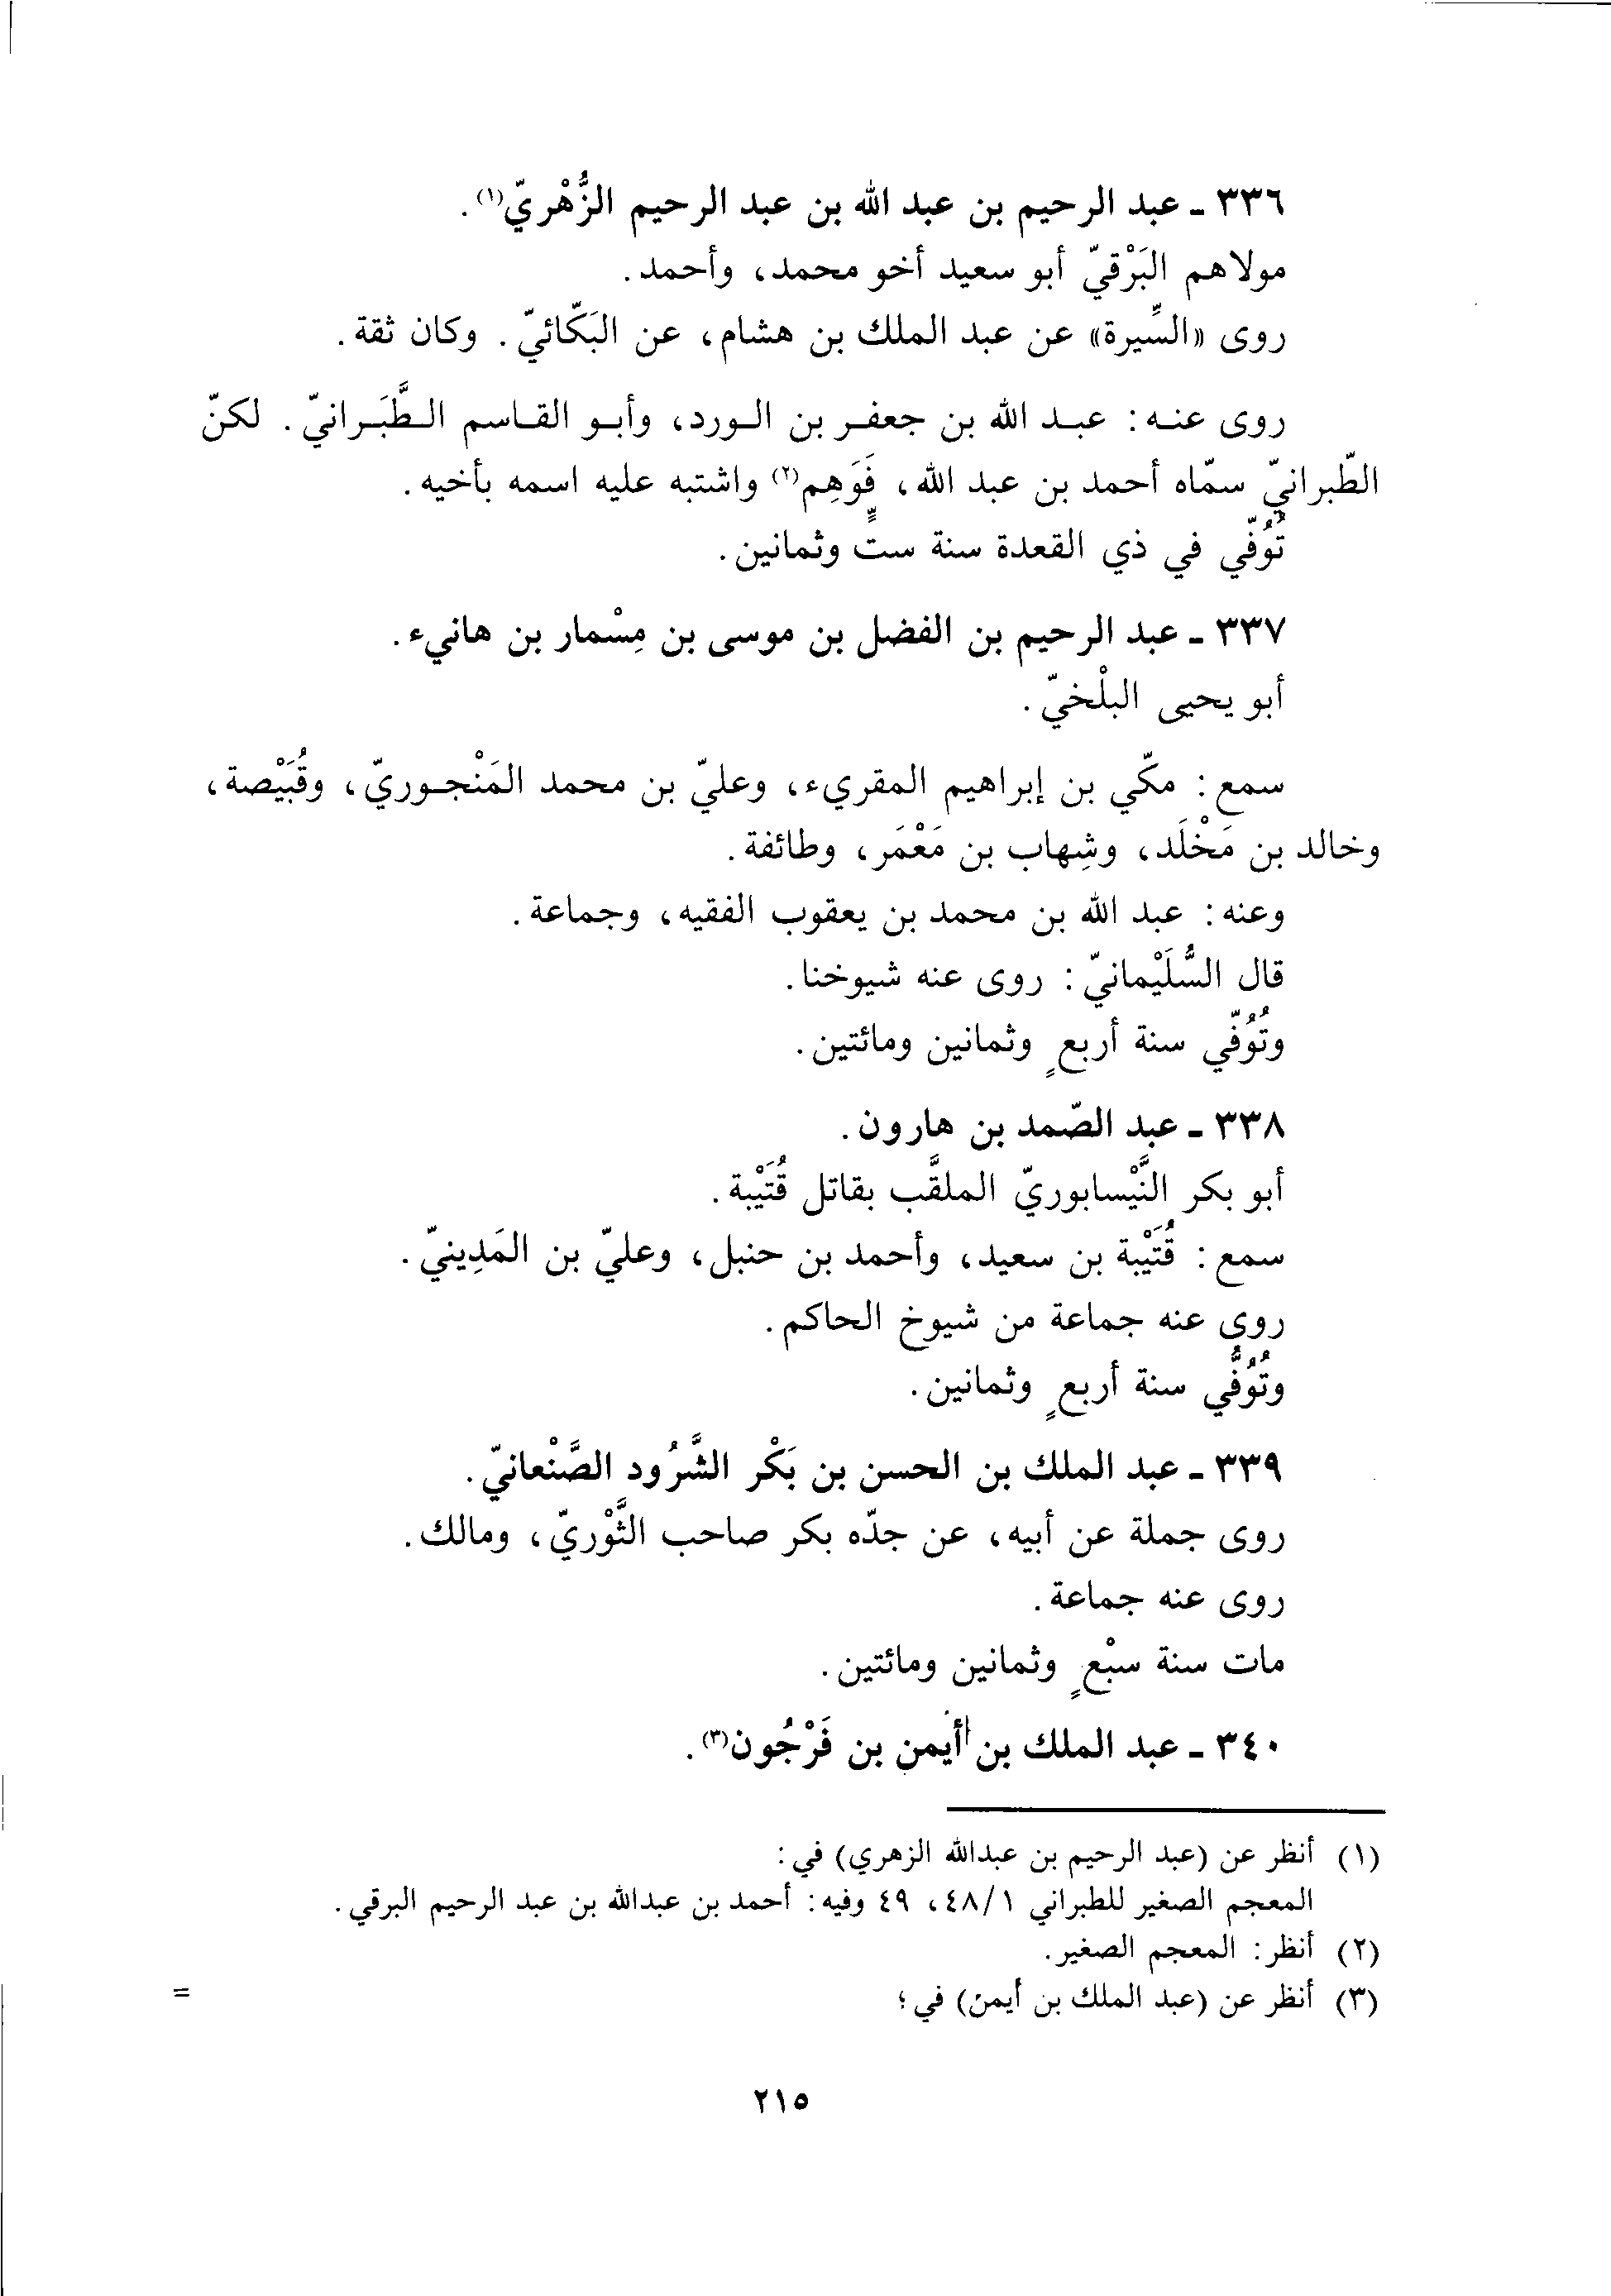 ٣٣٦ ـ عبد الرحيم بن عبد الله بن عبد الرحيم الزُّهْريّ(١).
مولاهم البَرْقيّ أبو سعيد أخو محمد، وأحمد.
روى «السِّيرة» عن عبد الملك بن هشام، عن البَكّائيّ. وكان ثقة.
روى عنه: عبد الله بن جعفر بن الورد، وأبو القاسم الطَّبَرانيّ. لكنّ
الطّبرانيّ سمّاه أحمد بن عبد الله، فَوَهِم(٢) واشتبه عليه اسمه بأخيه.
تُوُفّي في ذي القعدة سنة ستٍّ وثمانين.
٣٣٧ ـ عبد الرحيم بن الفضل بن موسى بن مِسْمار بن هانيء.
أبو يحيى البلْخيّ.
سمع: مكّي بن إبراهيم المقريء، وعليّ بن محمد المَنْجوريّ، وقُبَيْصة،
وخالد بن مَخْلَد، وشِهاب بن مَعْمَر، وطائفة.
وعنه: عبد الله بن محمد بن يعقوب الفقيه، وجماعة.
قال السُّلَيْمانيّ: روى عنه شيوخنا.
وتُوُفّي سنة أربعٍ وثمانين ومائتين.
٣٣٨ ـ عبد الصّمد بن هارون.
أبو بكر النَّيْسابوريّ الملقَّب بقاتل قُتَيْبة.
سمع: قُتَيْبة بن سعيد، وأحمد بن حنبل، وعليّ بن المَدِينيّ.
روى عنه جماعة من شيوخ الحاكم.
وتُوُفُّي سنة أربعٍ وثمانين.
٣٣٩ ـ عبد الملك بن الحسن بن بَكْر الشَّرُود الصَّنْعانيّ.
روى جملة عن أبيه، عن جدّه بكر صاحب الثَّوْريّ، ومالك.
روى عنه جماعة.
مات سنة سبْعٍ وثمانين ومائتين.
٣٤٠ ـ عبد الملك بن أيمن بن فَرْجُون(٣).
(١) أنظر عن (عبد الرحيم بن عبدالله الزهري) في:
المعجم الصغير للطبراني ٤٨/١، ٤٩ وفيه: أحمد بن عبدالله بن عبد الرحيم البرقي.
(٢) أنظر: المعجم الصغير.
(٣) أنظر عن (عبد الملك بن أيمن) في؛ =
٢١٥